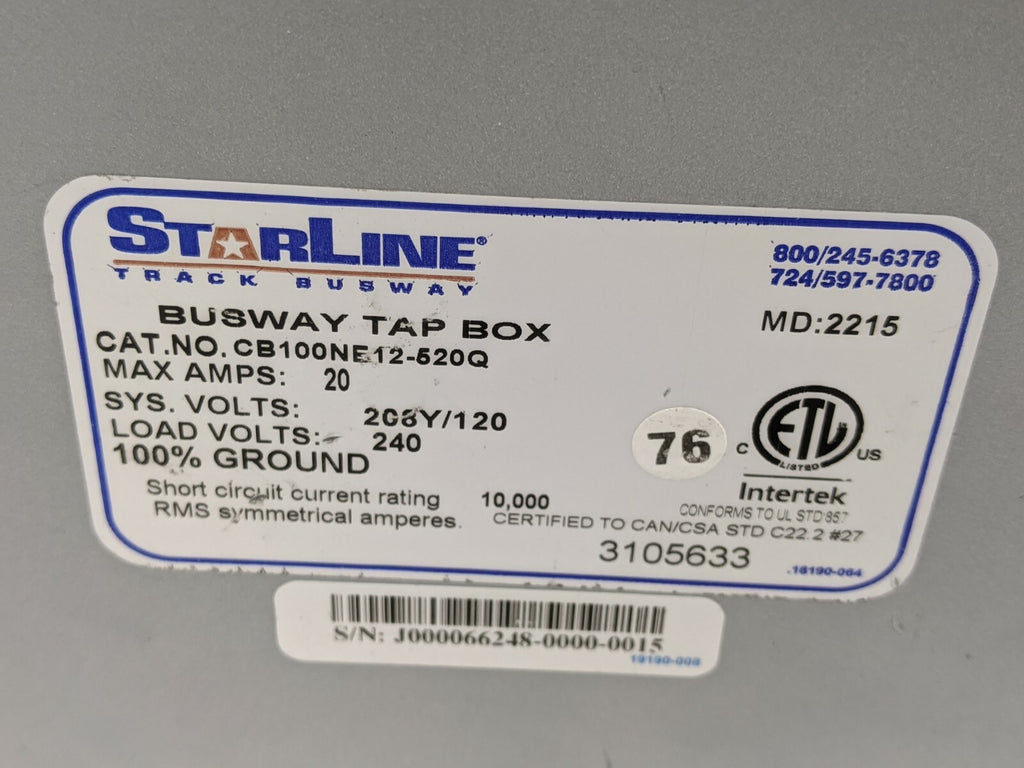 STARLINE®
TRACK BUSWAY
800/245-6378
724/597-7800
BUSWAY TAP BOX
MD:2215
CAT.NO. CB100NE12-520Q
MAX AMPS: 20
SYS. VOLTS: 208Y/120
LOAD VOLTS: 240
100% GROUND
76
C ETL US
LISTED
Intertek
Short circuit current rating 10,000
RMS symmetrical amperes.
CONFORMS TO UL STD 857
CERTIFIED TO CAN/CSA STD C22.2 #27
3105633
.16190-064
S/N: J000066248-0000-0015
19190-008